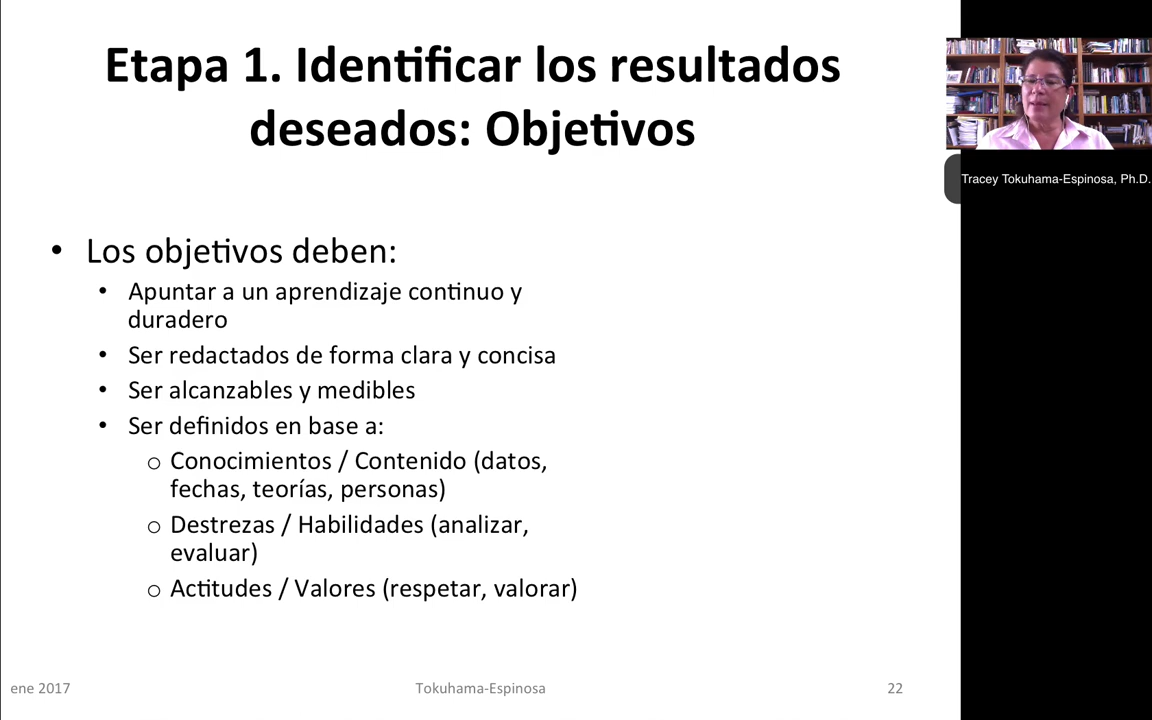 Etapa 1. Identificar los resultados
deseados: Objetivos
Tracey Tokuhama-Espinosa, Ph.D.
• Los objetivos deben:
• Apuntar a un aprendizaje continuo y
duradero
• Ser redactados de forma clara y concisa
• Ser alcanzables y medibles
• Ser definidos en base a:
o Conocimientos / Contenido (datos,
fechas, teorías, personas)
o Destrezas / Habilidades (analizar,
evaluar)
o Actitudes / Valores (respetar, valorar)
ene 2017
Tokuhama-Espinosa
22